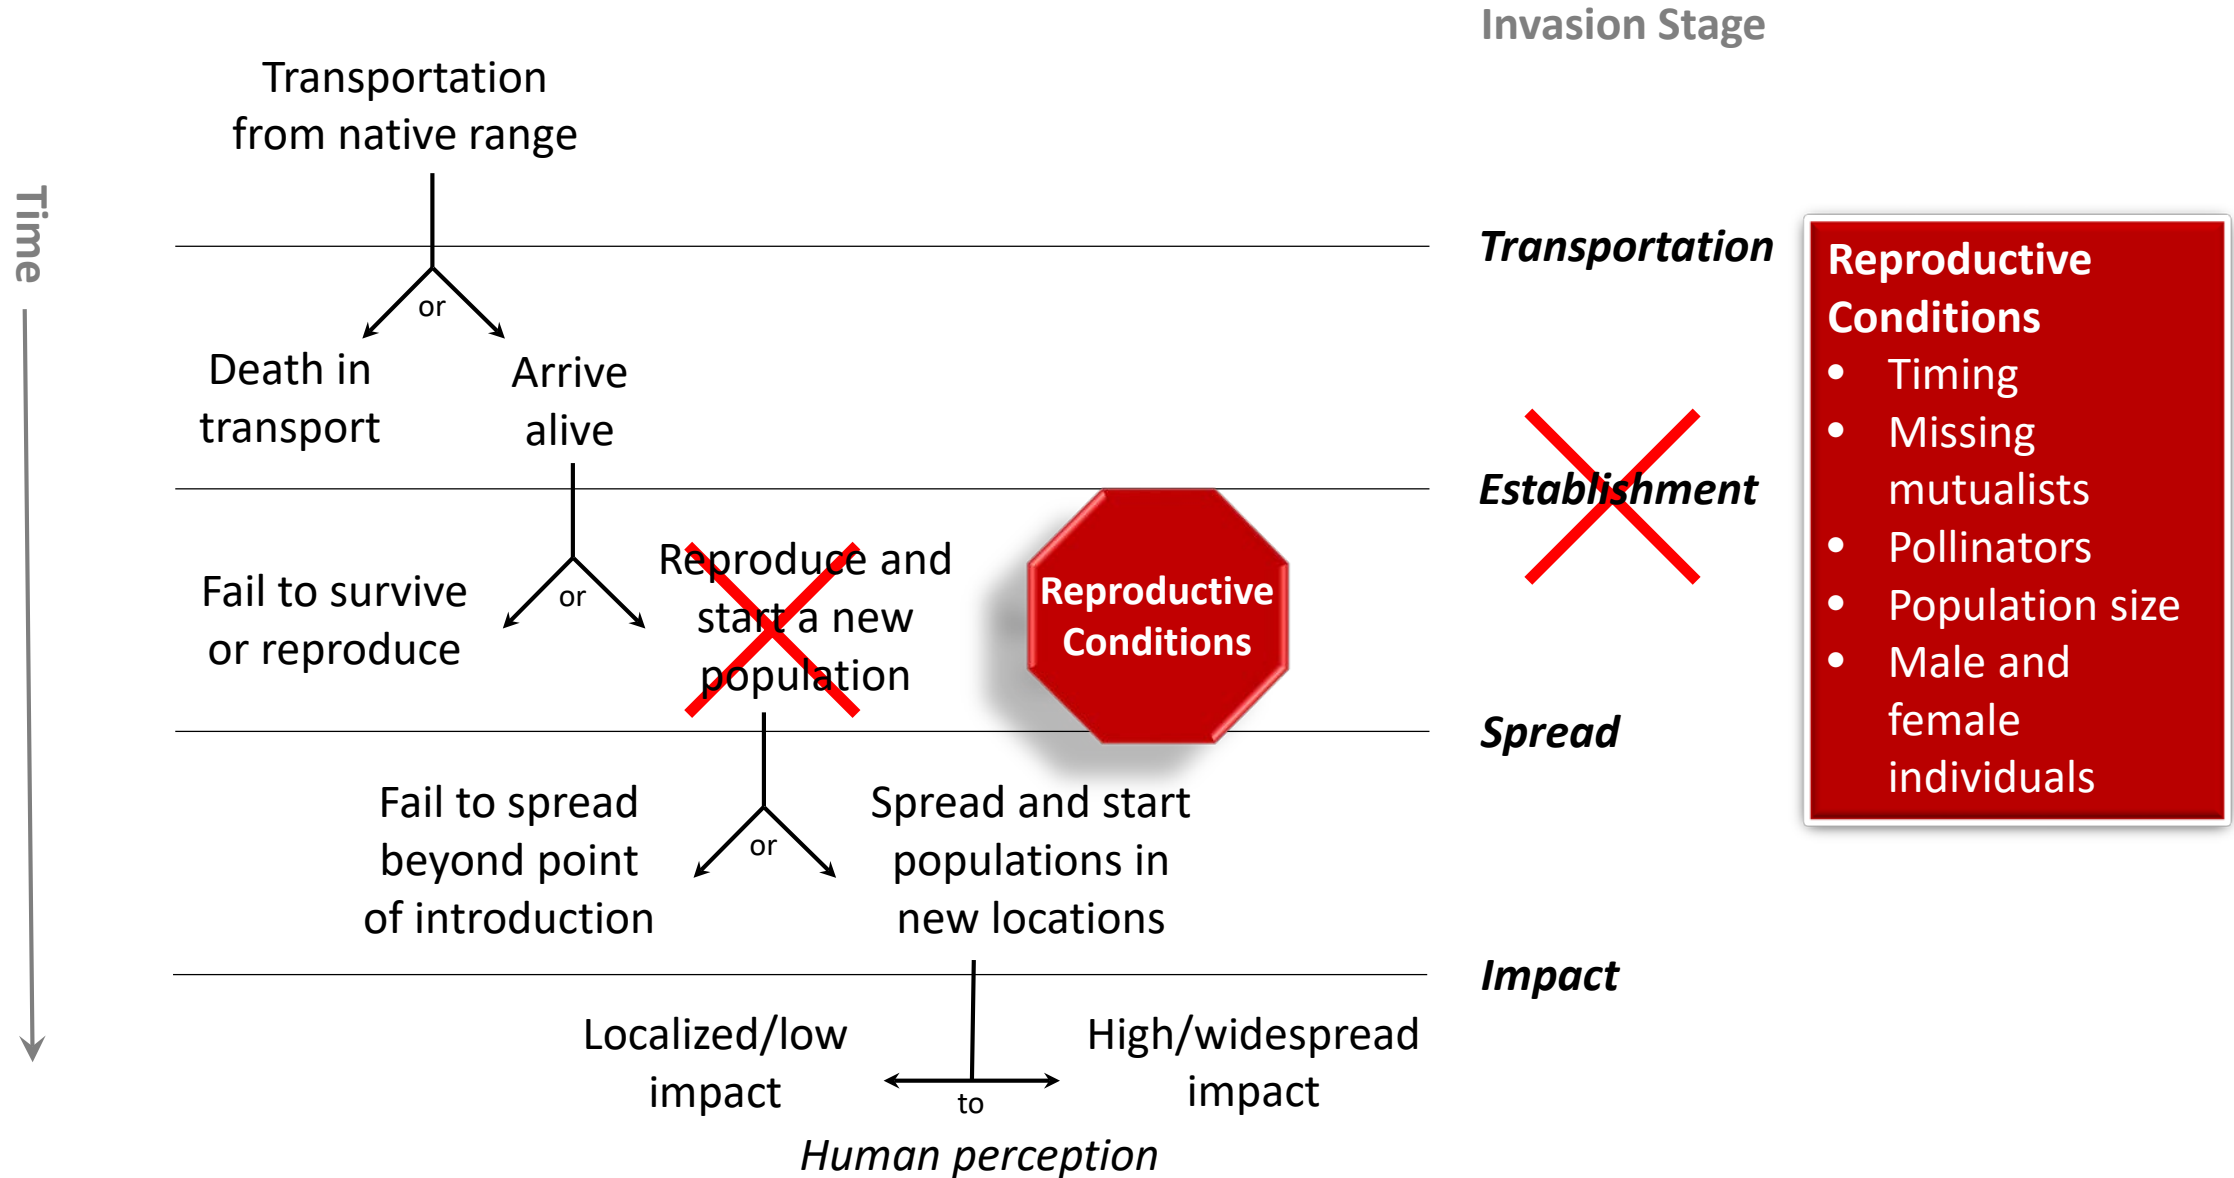 Invasion Stage
Time
Transportation
from native range
Transportation
or
Death in
transport
Arrive
alive
Establishment
Fail to survive
or reproduce
or
Reproduce and
start a new
population
Reproductive
Conditions
Spread
Fail to spread
beyond point
of introduction
or
Spread and start
populations in
new locations
Impact
Localized/low
impact
to
High/widespread
impact
Human perception
Reproductive
Conditions
• Timing
• Missing
mutualists
• Pollinators
• Population size
• Male and
female
individuals